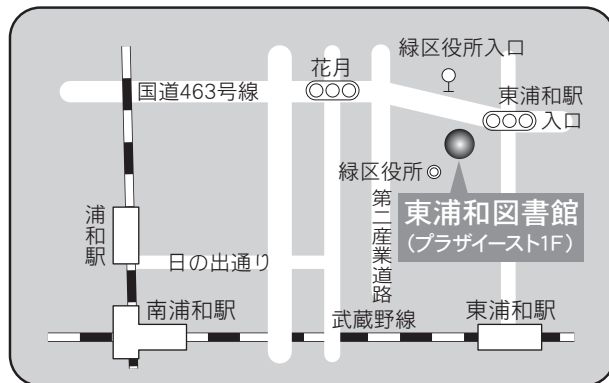 緑区役所入口
花月
東浦和駅
入口
国道463号線
緑区役所
東浦和図書館
(プラザイースト1F)
第二産業道路
浦和駅
日の出通り
南浦和駅
武蔵野線
東浦和駅